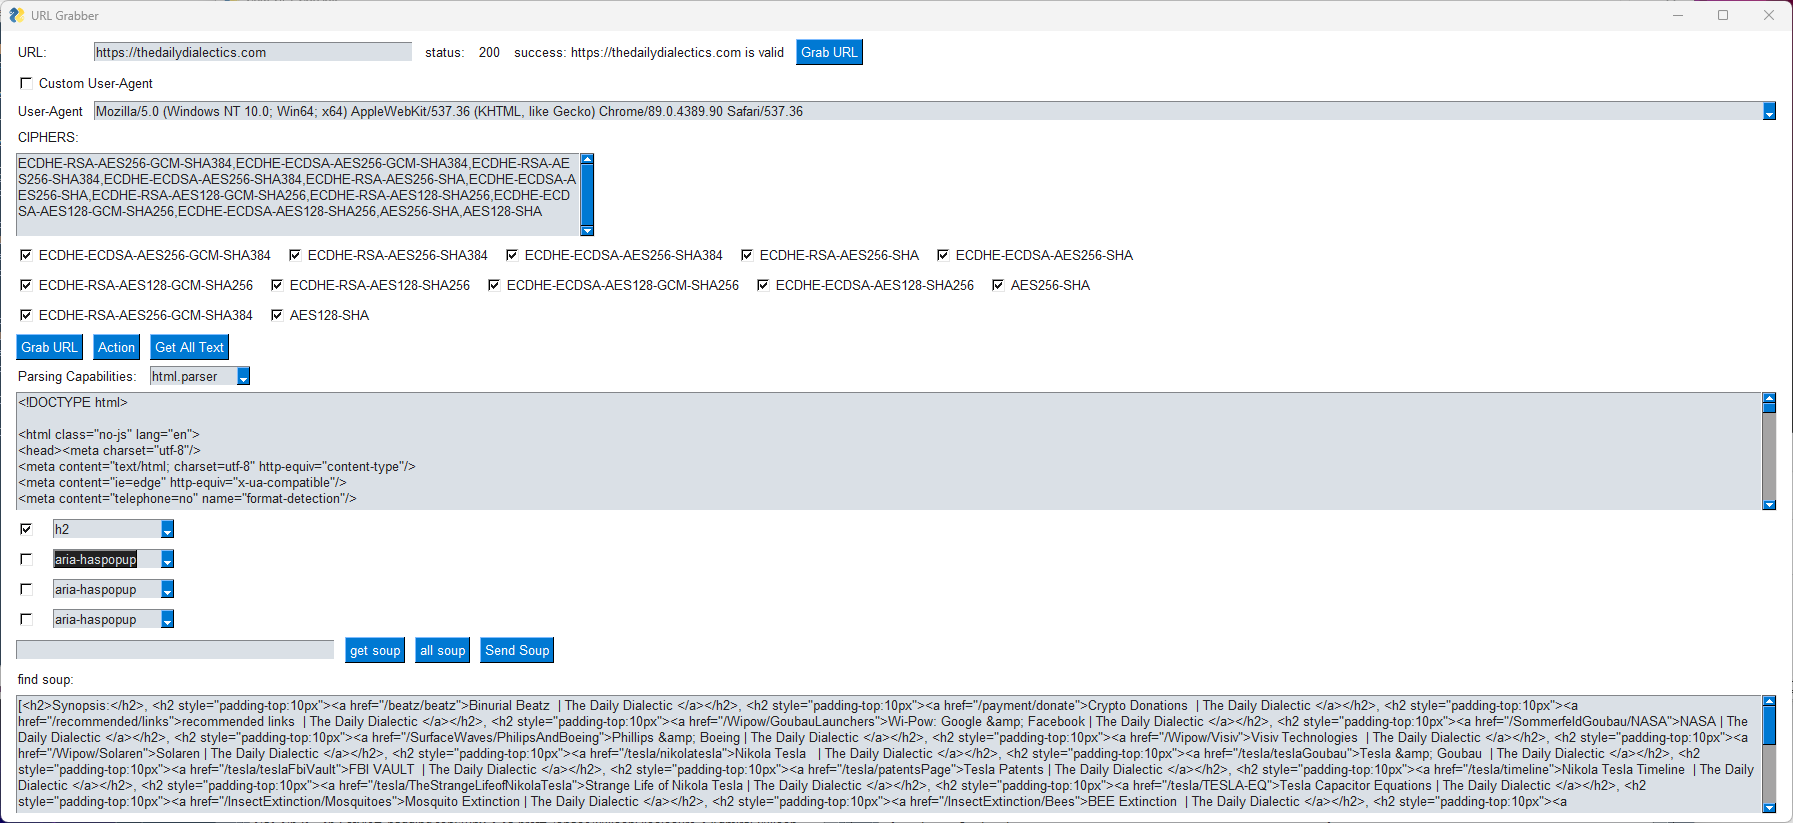 URL Grabber
URL: https://thedailydialectics.com status: 200 success: https://thedailydialectics.com is valid Grab URL
Custom User-Agent
User-Agent Mozilla/5.0 (Windows NT 10.0; Win64; x64) AppleWebKit/537.36 (KHTML, like Gecko) Chrome/89.0.4389.90 Safari/537.36
CIPHERS:
ECDHE-RSA-AES256-GCM-SHA384,ECDHE-ECDSA-AES256-GCM-SHA384,ECDHE-RSA-AE
S256-SHA384,ECDHE-ECDSA-AES256-SHA384,ECDHE-RSA-AES256-SHA,ECDHE-ECDSA-A
ES256-SHA,ECDHE-RSA-AES128-GCM-SHA256,ECDHE-RSA-AES128-SHA256,ECDHE-ECD
SA-AES128-GCM-SHA256,ECDHE-ECDSA-AES128-SHA256,AES256-SHA,AES128-SHA
ECDHE-ECDSA-AES256-GCM-SHA384 ECDHE-RSA-AES256-SHA384 ECDHE-ECDSA-AES256-SHA384 ECDHE-RSA-AES256-SHA ECDHE-ECDSA-AES256-SHA
ECDHE-RSA-AES128-GCM-SHA256 ECDHE-RSA-AES128-SHA256 ECDHE-ECDSA-AES128-GCM-SHA256 ECDHE-ECDSA-AES128-SHA256 AES256-SHA
ECDHE-RSA-AES256-GCM-SHA384 AES128-SHA
Grab URL Action Get All Text
Parsing Capabilities: html.parser
<!DOCTYPE html>
<html class="no-js" lang="en">
<head><meta charset="utf-8"/>
<meta content="text/html; charset=utf-8" http-equiv="content-type"/>
<meta content="ie=edge" http-equiv="x-ua-compatible"/>
<meta content="telephone=no" name="format-detection"/>
h2
aria-haspopup
aria-haspopup
aria-haspopup
get soup all soup Send Soup
find soup:
[<h2>Synopsis:</h2>, <h2 style="padding-top:10px"><a href="/beatz/beatz">Binurial Beatz | The Daily Dialectic </a></h2>, <h2 style="padding-top:10px"><a href="/payment/donate">Crypto Donations | The Daily Dialectic </a></h2>, <h2 style="padding-top:10px"><a
href="/recommended/links">recommended links | The Daily Dialectic </a></h2>, <h2 style="padding-top:10px"><a href="/Wipow/GoubauLaunchers">Wi-Pow: Google &amp; Facebook | The Daily Dialectic </a></h2>, <h2 style="padding-top:10px"><a href="/SommerfeldGoubau/NASA">NASA | The
Daily Dialectic </a></h2>, <h2 style="padding-top:10px"><a href="/SurfaceWaves/PhilipsAndBoeing">Phillips &amp; Boeing | The Daily Dialectic </a></h2>, <h2 style="padding-top:10px"><a href="/Wipow/Visiv">Visiv Technologies | The Daily Dialectic </a></h2>, <h2 style="padding-top:10px"><a
href="/Wipow/Solaren">Solaren | The Daily Dialectic </a></h2>, <h2 style="padding-top:10px"><a href="/tesla/nikolatesla">Nikola Tesla | The Daily Dialectic </a></h2>, <h2 style="padding-top:10px"><a href="/tesla/teslaGoubau">Tesla &amp; Goubau | The Daily Dialectic </a></h2>, <h2
style="padding-top:10px"><a href="/tesla/teslaFbiVault">FBI VAULT | The Daily Dialectic </a></h2>, <h2 style="padding-top:10px"><a href="/tesla/patentsPage">Tesla Patents | The Daily Dialectic </a></h2>, <h2 style="padding-top:10px"><a href="/tesla/timeline">Nikola Tesla Timeline | The Daily
Dialectic </a></h2>, <h2 style="padding-top:10px"><a href="/tesla/TheStrangeLifeofNikolaTesla">Strange Life of Nikola Tesla | The Daily Dialectic </a></h2>, <h2 style="padding-top:10px"><a href="/tesla/TESLA-EQ">Tesla Capacitor Equations | The Daily Dialectic </a></h2>, <h2
style="padding-top:10px"><a href="/InsectExtinction/Mosquitoes">Mosquito Extinction | The Daily Dialectic </a></h2>, <h2 style="padding-top:10px"><a href="/InsectExtinction/Bees">BEE Extinction | The Daily Dialectic </a></h2>, <h2 style="padding-top:10px"><a